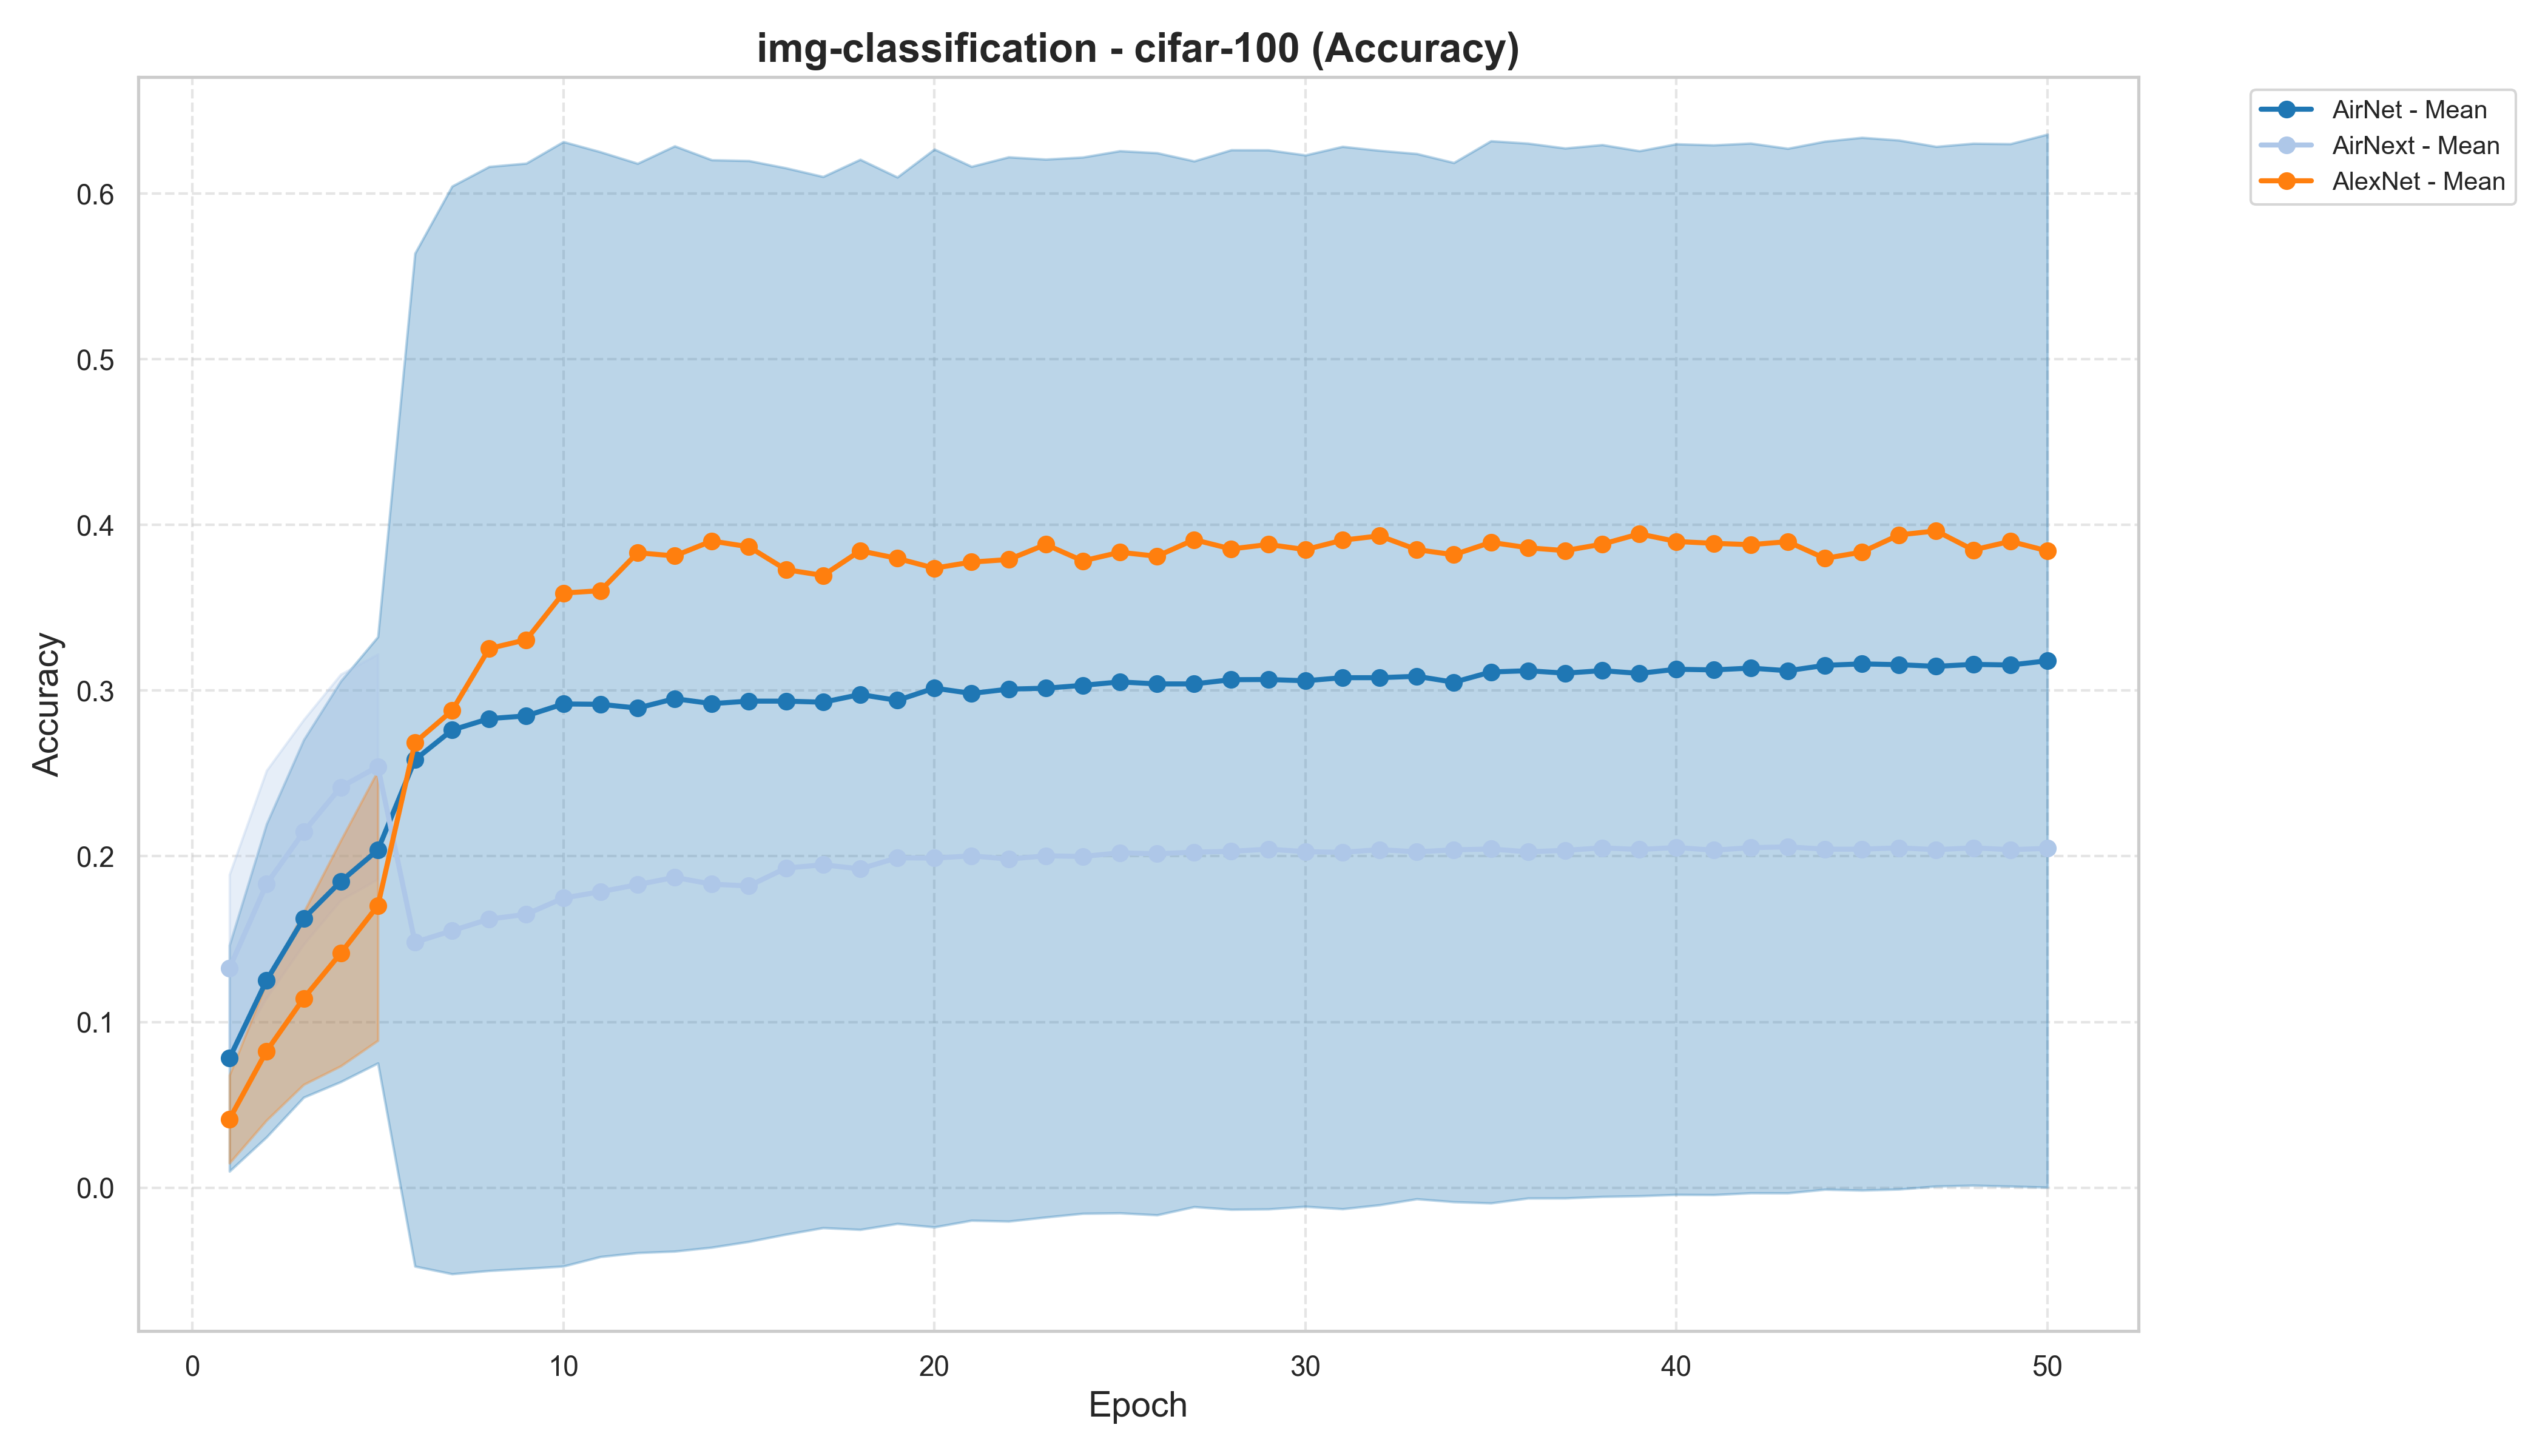 img-classification - cifar-100 (Accuracy)
AirNet - Mean
AirNext - Mean
AlexNet - Mean
Accuracy
0.6
0.5
0.4
0.3
0.2
0.1
0.0
0 10 20 30 40 50
Epoch